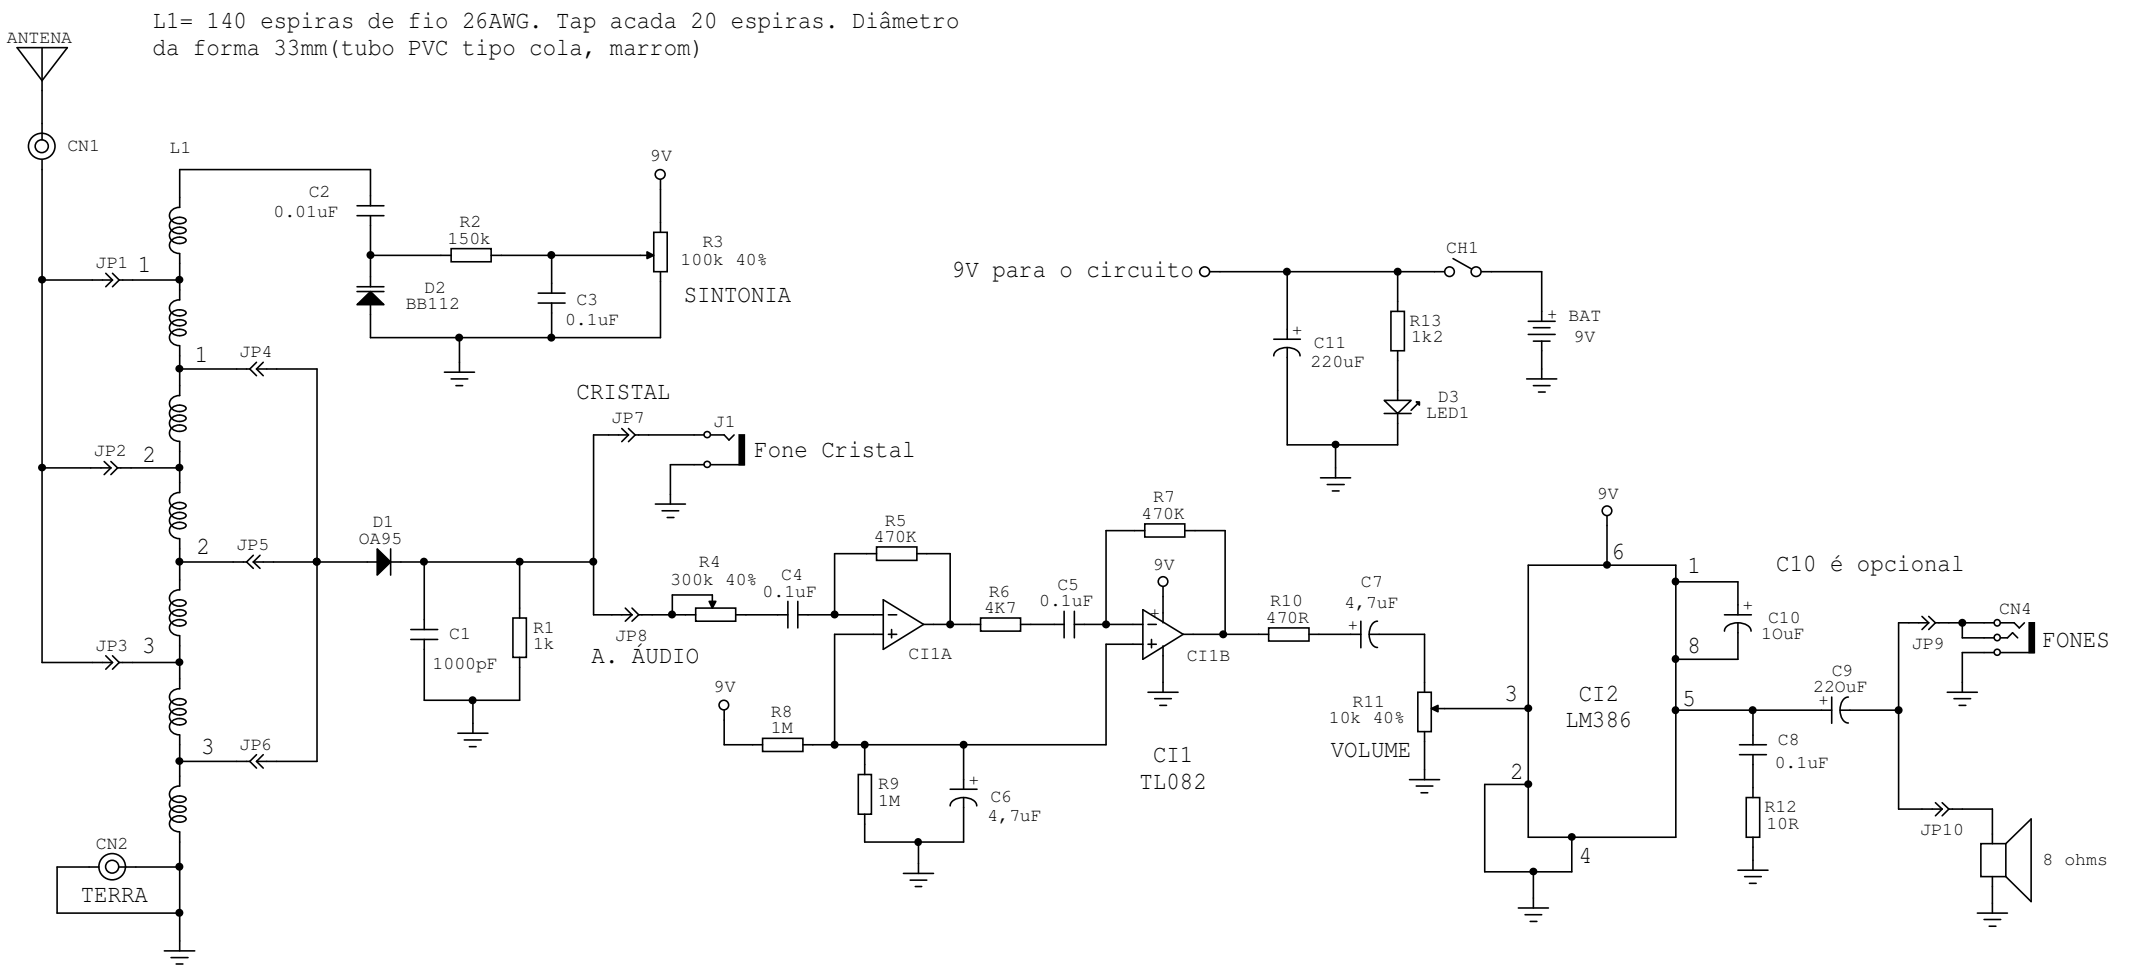 L1= 140 espiras de fio 26AWG. Tap acada 20 espiras. Diâmetro
da forma 33mm(tubo PVC tipo cola, marrom)
ANTENA
CN1
L1
C2
0.01uF
9V
R2
150k
R3
100k 40%
SINTONIA
JP1
1
D2
BB112
C3
0.1uF
9V para o circuito
CH1
BAT
9V
+
R13
1k2
+
C11
220uF
D3
LED1
1
JP4
CRISTAL
JP7
J1
Fone Cristal
JP2
2
2
JP5
D1
OA95
R4
300k 40%
C4
0.1uF
R5
470K
R6
4K7
C5
0.1uF
R7
470K
9V
R10
470R
C7
4,7uF
+
9V
6
1
C10 é opcional
+
C10
1OuF
8
CN4
FONES
JP9
JP3
3
C1
1000pF
R1
1k
JP8
A. ÁUDIO
−
+
CI1A
−
+
+
CI1B
9V
R8
1M
R9
1M
+
C6
4,7uF
CI1
TL082
R11
10k 40%
VOLUME
3
CI2
LM386
5
C9
22OuF
+
C8
0.1uF
R12
10R
2
4
JP10
8 ohms
3
JP6
CN2
TERRA